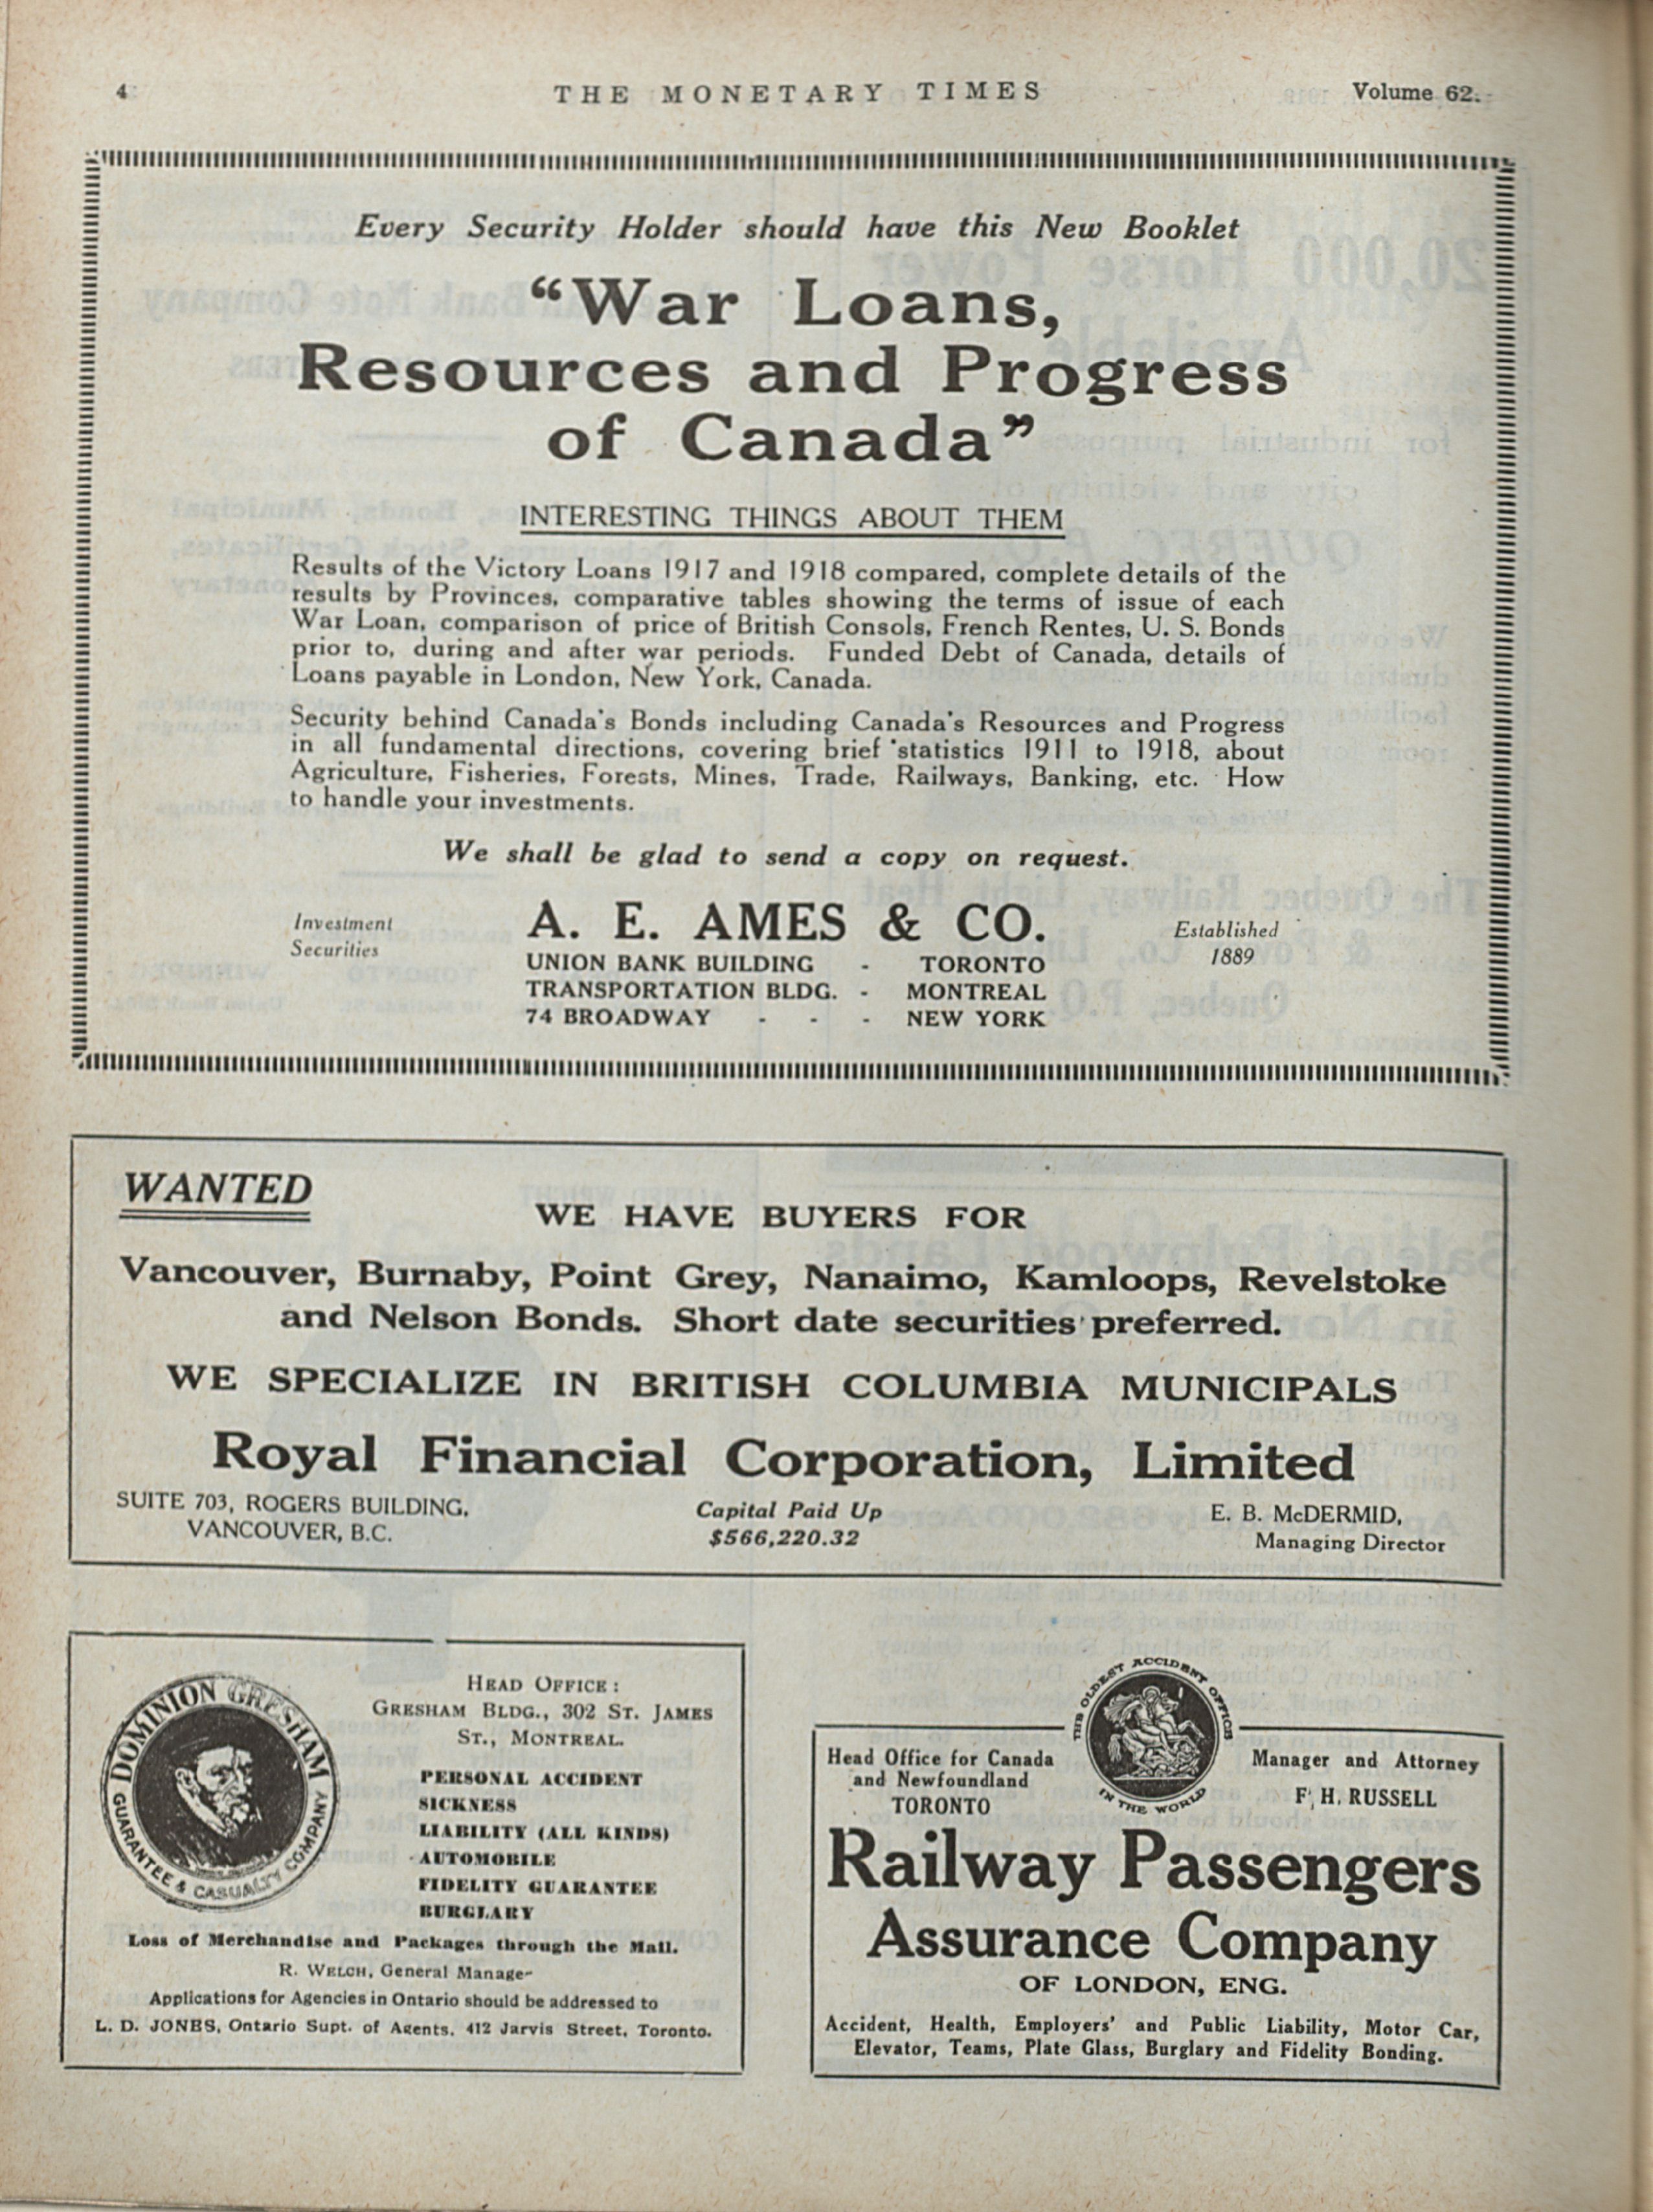 4
THE MONETARY TIMES
Volume 62.
Every Security Holder should have this New Booklet
“War Loans,
Resources and Progress
of Canada”
INTERESTING THINGS ABOUT THEM
Results of the Victory Loans 1917 and 1918 compared, complete details of the
results by Provinces, comparative tables showing the terms of issue of each
War Loan, comparison of price of British Consols, French Rentes, U. S. Bonds
prior to, during and after war periods. Funded Debt of Canada, details of
Loans payable in London, New York, Canada.
Security behind Canada's Bonds including Canada's Resources and Progress
in all fundamental directions, covering brief statistics 1911 to 1918, about
Agriculture, Fisheries, Forests, Mines, Trade, Railways, Banking, etc. How
to handle your investments.
We shall be glad to send a copy on request.
Investment
Securities
A. E. AMES & CO.
UNION BANK BUILDING - TORONTO
TRANSPORTATION BLDG. - MONTREAL
74 BROADWAY - - - NEW YORK
Established
1889
WANTED
WE HAVE BUYERS FOR
Vancouver, Burnaby, Point Grey, Nanaimo, Kamloops, Revelstoke
and Nelson Bonds. Short date securities preferred.
WE SPECIALIZE IN BRITISH COLUMBIA MUNICIPALS
Royal Financial Corporation, Limited
SUITE 703, ROGERS BUILDING,
VANCOUVER, B.C.
Capital Paid Up
$566,220.32
E. B. McDERMID,
Managing Director
DOMINION GRESHAM
GUARANTEE & CASUALTY COMPANY
HEAD OFFICE:
GRESHAM BLDG., 302 ST. JAMES
ST., MONTREAL.
PERSONAL ACCIDENT
SICKNESS
LIABILITY (ALL KINDS)
AUTOMOBILE
FIDELITY GUARANTEE
BURGLARY
Loss of Merchandise and Packages through the Mail.
R. WELCH, General Manage
Applications for Agencies in Ontario should be addressed to
L. D. JONES, Ontario Supt. of Agents, 412 Jarvis Street, Toronto.
THE OLDEST ACCIDENT OFFICE
IN THE WORLD
Head Office for Canada
and Newfoundland
TORONTO
Manager and Attorney
F. H. RUSSELL
Railway Passengers
Assurance Company
OF LONDON, ENG.
Accident, Health, Employers' and Public Liability, Motor Car,
Elevator, Teams, Plate Glass, Burglary and Fidelity Bonding.